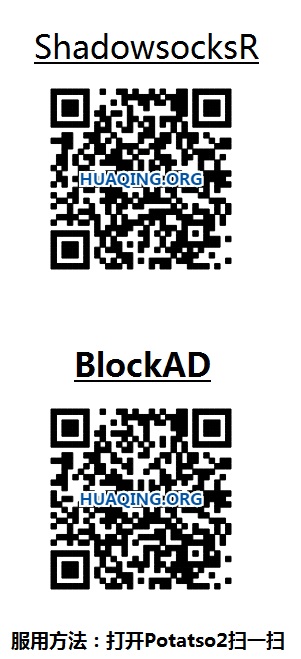 ShadowsocksR
HUAQING.ORG
BlockAD
HUAQING.ORG
服用方法：打开Potatso2扫一扫